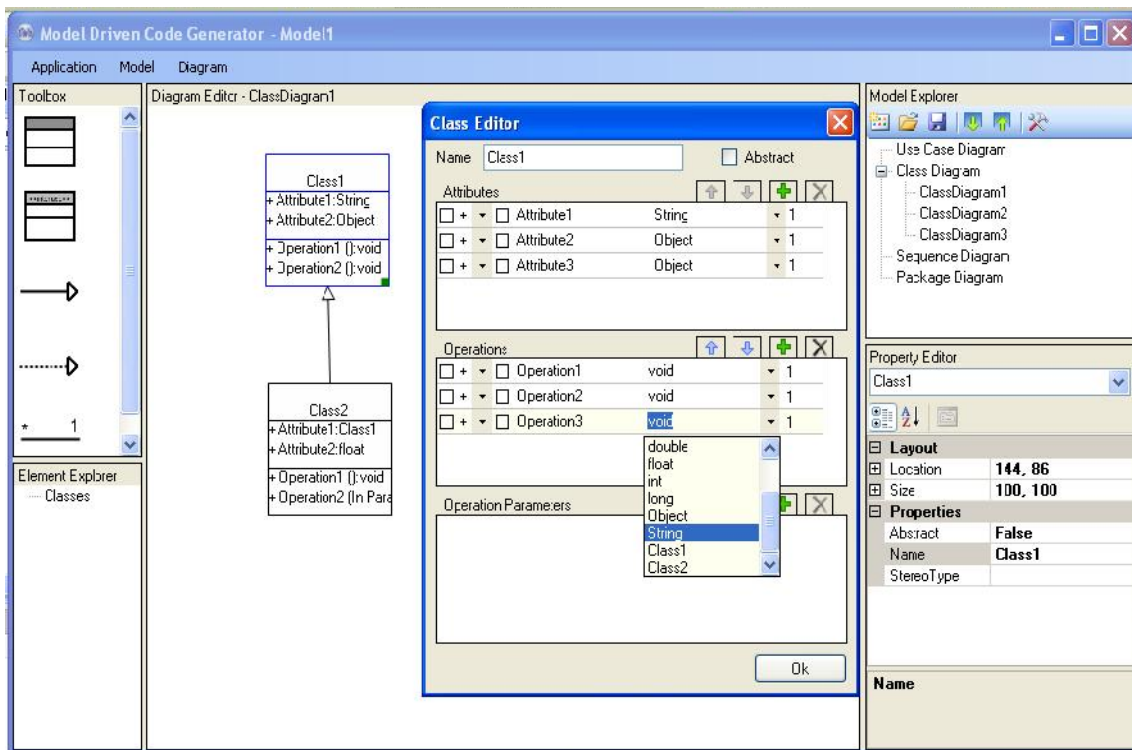 Model Driven Code Generator - Model1
Application Model Diagram
Toolbox
* 1
Element Explorer
Classes
Diagram Editor - ClassDiagram1
Class1
+ Attribute1:String
+ Attribute2:Object
+ Operation1 ():void
+ Operation2 ():void
Class2
+ Attribute1:Class1
+ Attribute2:float
+ Operation1 ():void
+ Operation2 (In Para
Class Editor
Name Class1 Abstract
Attributes
+ Attribute1 String 1
+ Attribute2 Object 1
+ Attribute3 Object 1
Operations
+ Operation1 void 1
+ Operation2 void 1
+ Operation3 void 1
double
float
int
long
Object
String
Class1
Class2
Operation Parameters
Ok
Model Explorer
Use Case Diagram
Class Diagram
ClassDiagram1
ClassDiagram2
ClassDiagram3
Sequence Diagram
Package Diagram
Property Editor
Class1
Layout
Location 144, 86
Size 100, 100
Properties
Abstract False
Name Class1
StereoType
Name